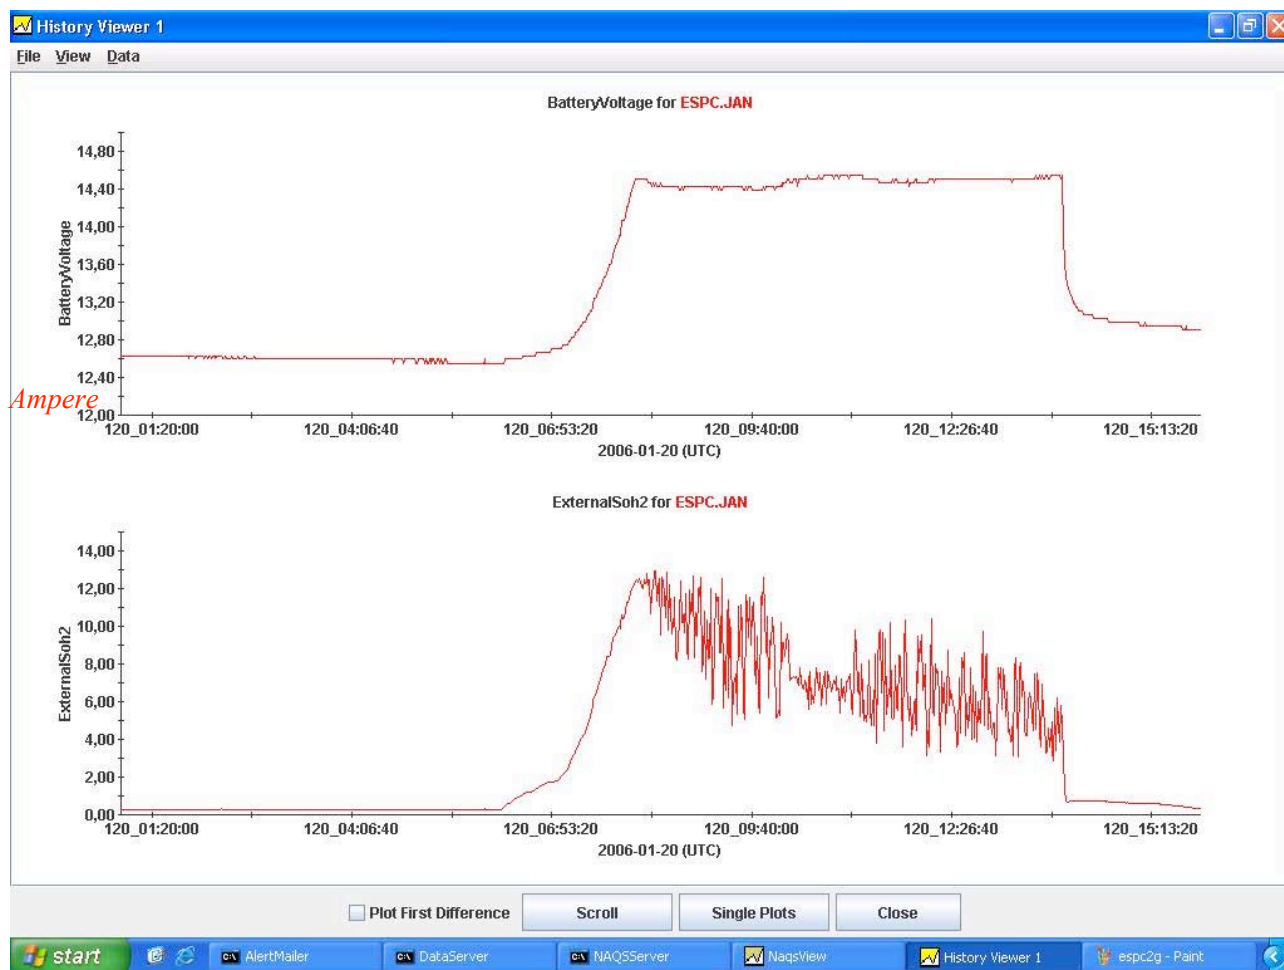 History Viewer 1
File View Data
BatteryVoltage for ESPC.JAN
14,80
14,40
14,00
13,60
13,20
12,80
12,40
12,00
BatteryVoltage
Ampere
120_01:20:00 120_04:06:40 120_06:53:20 120_09:40:00 120_12:26:40 120_15:13:20
2006-01-20 (UTC)
ExternalSoh2 for ESPC.JAN
14,00
12,00
10,00
8,00
6,00
4,00
2,00
0,00
ExternalSoh2
120_01:20:00 120_04:06:40 120_06:53:20 120_09:40:00 120_12:26:40 120_15:13:20
2006-01-20 (UTC)
Plot First Difference Scroll Single Plots Close
start AlertMailer DataServer NAQSServer NaqsView History Viewer 1 espc2g - Paint